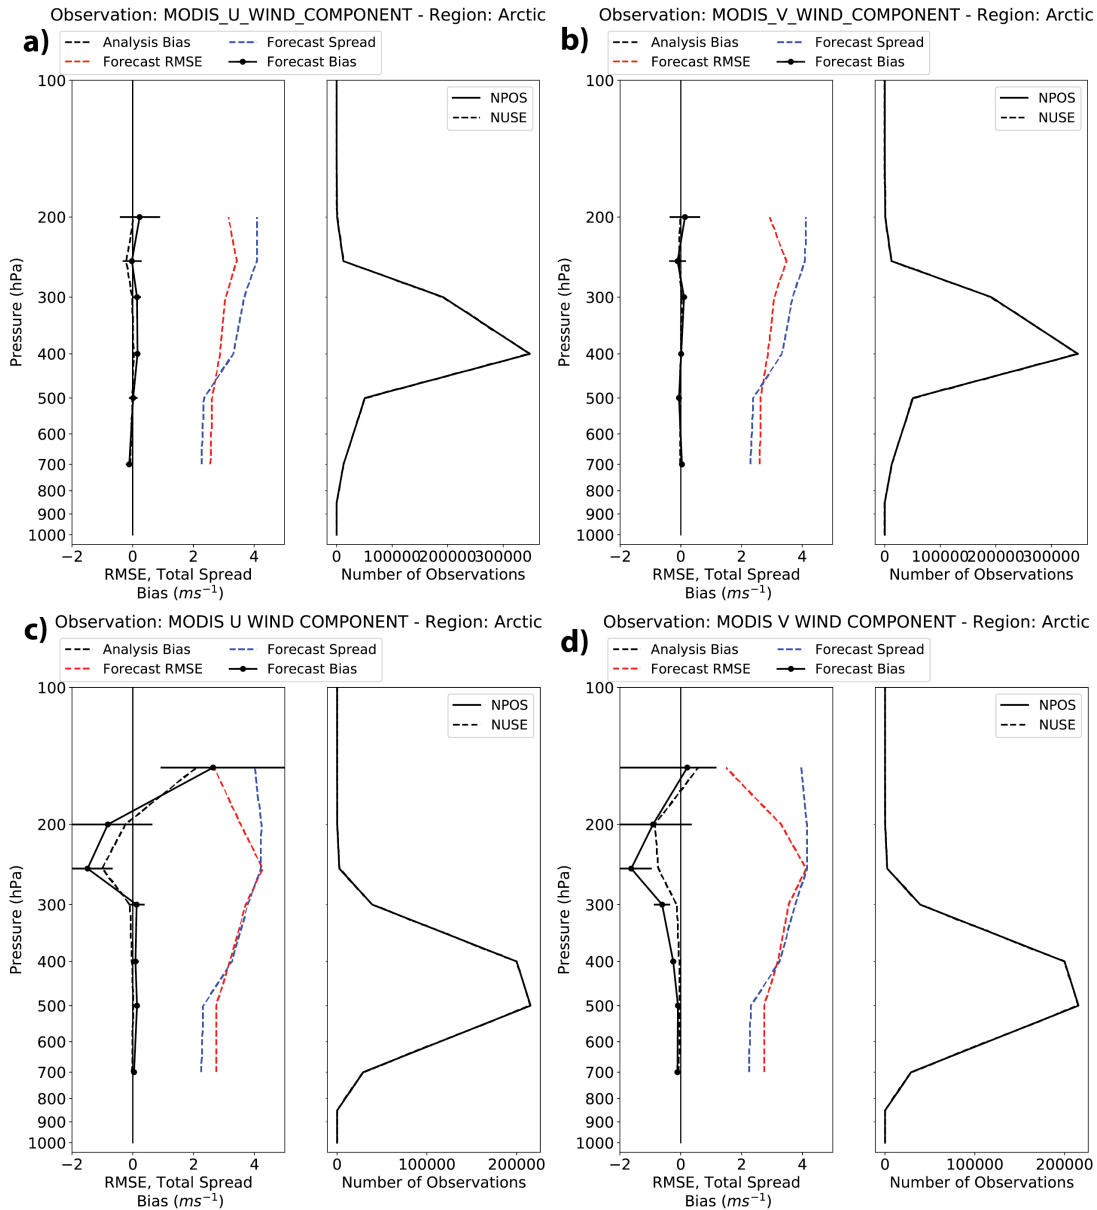 a)
Observation: MODIS_U_WIND_COMPONENT - Region: Arctic
Analysis Bias
Forecast RMSE
Forecast Spread
Forecast Bias
NPOS
NUSE
100
200
300
400
500
600
700
800
900
1000
Pressure (hPa)
−2 0 2 4
RMSE, Total Spread
Bias (ms⁻¹)
0 100000 200000 300000
Number of Observations
b)
Observation: MODIS_V_WIND_COMPONENT - Region: Arctic
Analysis Bias
Forecast RMSE
Forecast Spread
Forecast Bias
NPOS
NUSE
100
200
300
400
500
600
700
800
900
1000
Pressure (hPa)
−2 0 2 4
RMSE, Total Spread
Bias (ms⁻¹)
0 100000 200000 300000
Number of Observations
c)
Observation: MODIS U WIND COMPONENT - Region: Arctic
Analysis Bias
Forecast RMSE
Forecast Spread
Forecast Bias
NPOS
NUSE
100
200
300
400
500
600
700
800
900
1000
Pressure (hPa)
−2 0 2 4
RMSE, Total Spread
Bias (ms⁻¹)
0 100000 200000
Number of Observations
d)
Observation: MODIS V WIND COMPONENT - Region: Arctic
Analysis Bias
Forecast RMSE
Forecast Spread
Forecast Bias
NPOS
NUSE
100
200
300
400
500
600
700
800
900
1000
Pressure (hPa)
−2 0 2 4
RMSE, Total Spread
Bias (ms⁻¹)
0 100000 200000
Number of Observations